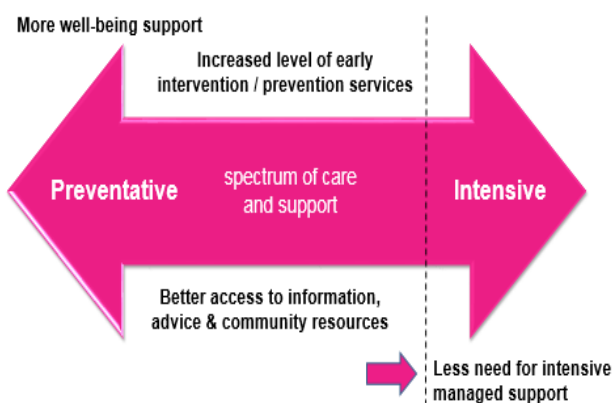 More well-being support
Increased level of early
intervention / prevention services
Preventative
spectrum of care
and support
Intensive
Better access to information,
advice & community resources
Less need for intensive
managed support